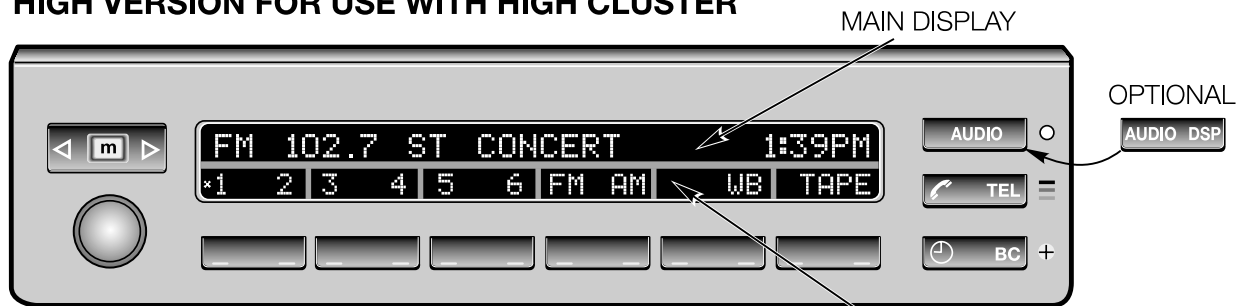 HIGH VERSION FOR USE WITH HIGH CLUSTER
MAIN DISPLAY
OPTIONAL
m
FM 102.7 ST CONCERT 1:39PM
AUDIO
AUDIO DSP
*1 2 3 4 5 6 FM AM WB TAPE
TEL
BC